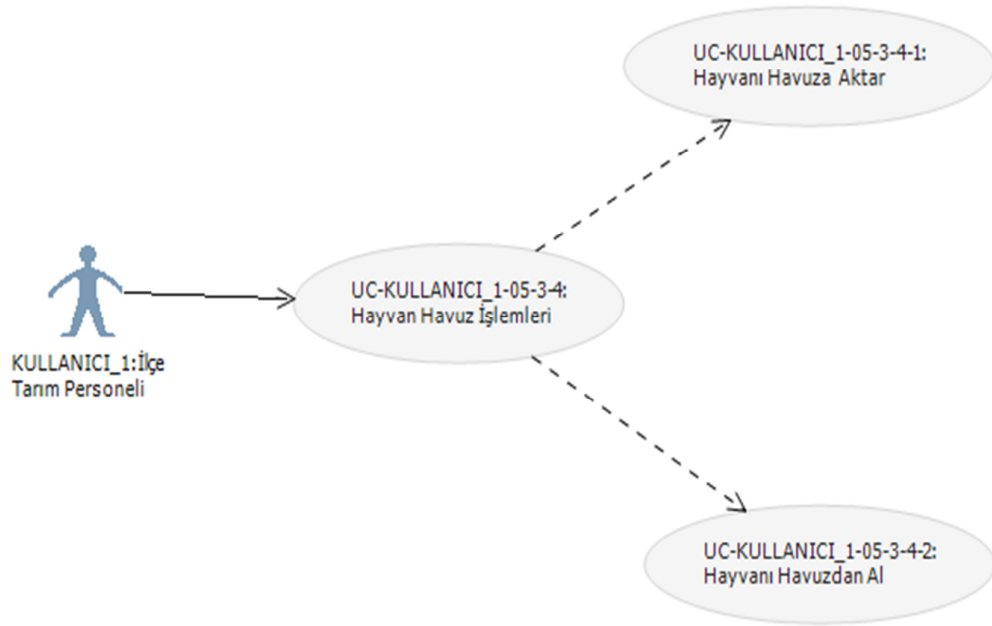 UC-KULLANICI_1-05-3-4-1:
Hayvanı Havuza Aktar
UC-KULLANICI_1-05-3-4:
Hayvan Havuz İşlemleri
KULLANICI_1:İlçe
Tarım Personeli
UC-KULLANICI_1-05-3-4-2:
Hayvanı Havuzdan Al